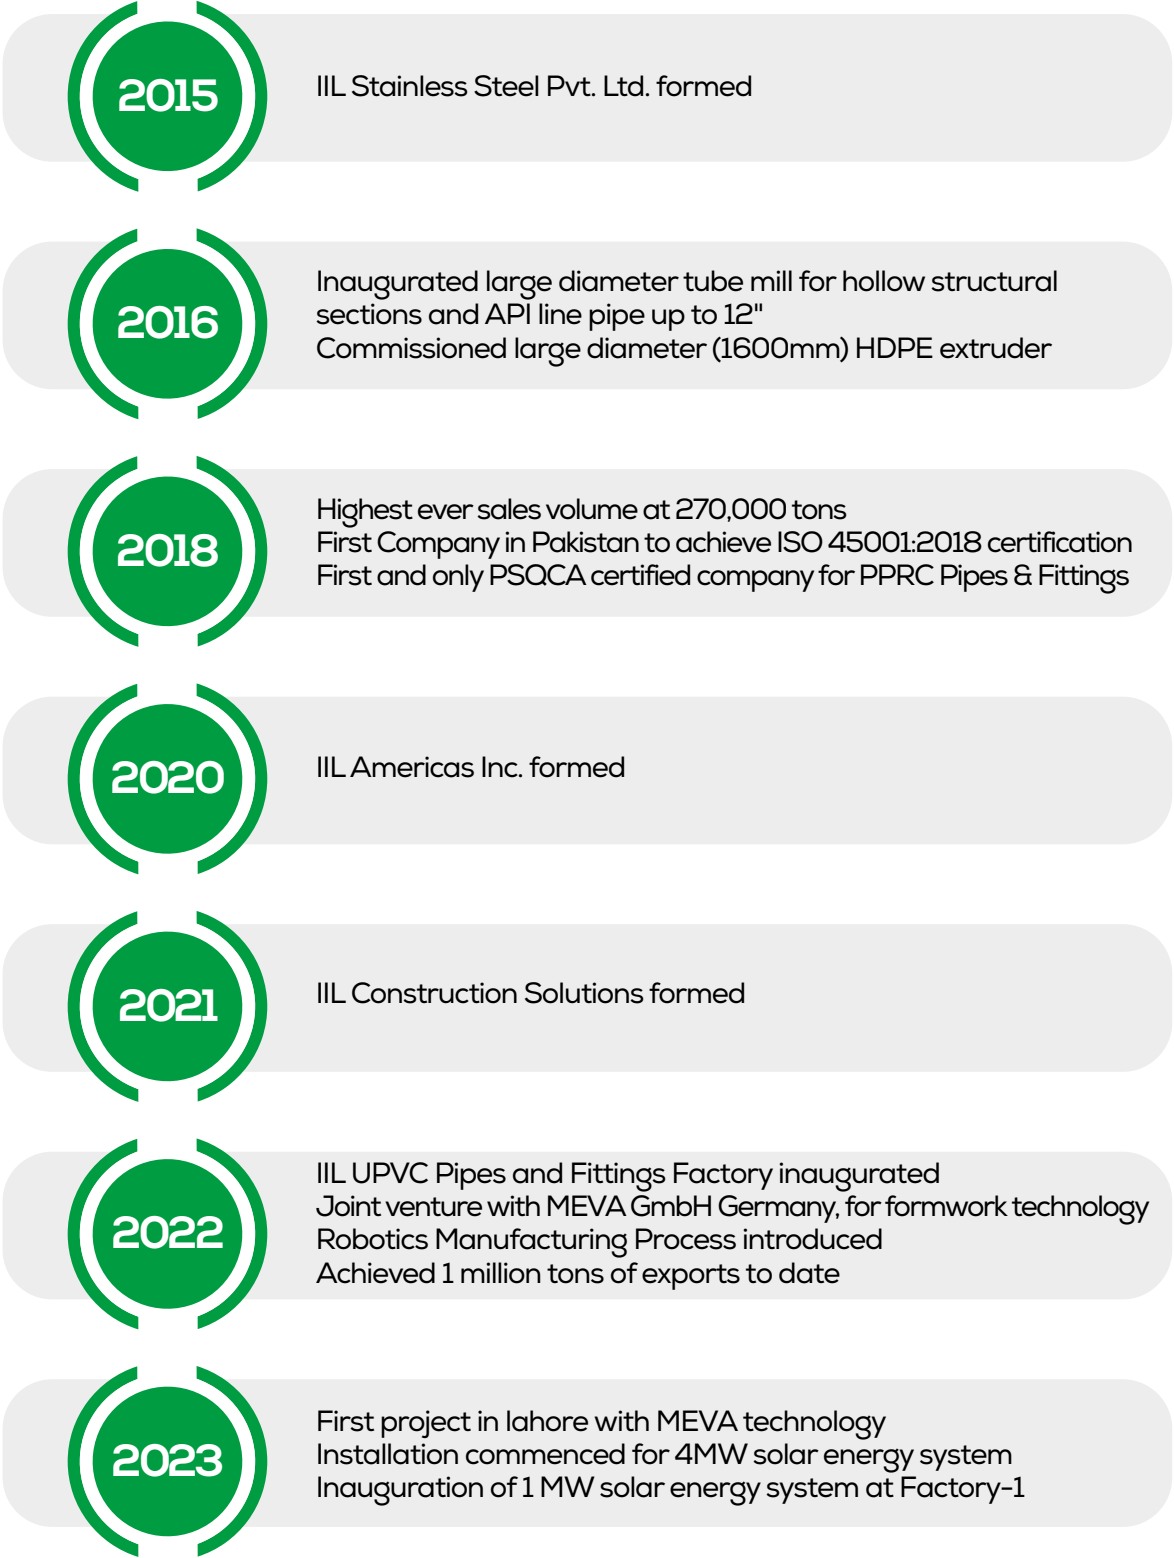 2015
IIL Stainless Steel Pvt. Ltd. formed
2016
Inaugurated large diameter tube mill for hollow structural
sections and API line pipe up to 12"
Commissioned large diameter (1600mm) HDPE extruder
2018
Highest ever sales volume at 270,000 tons
First Company in Pakistan to achieve ISO 45001:2018 certification
First and only PSQCA certified company for PPRC Pipes & Fittings
2020
IIL Americas Inc. formed
2021
IIL Construction Solutions formed
2022
IIL UPVC Pipes and Fittings Factory inaugurated
Joint venture with MEVA GmbH Germany, for formwork technology
Robotics Manufacturing Process introduced
Achieved 1 million tons of exports to date
2023
First project in lahore with MEVA technology
Installation commenced for 4MW solar energy system
Inauguration of 1 MW solar energy system at Factory-1